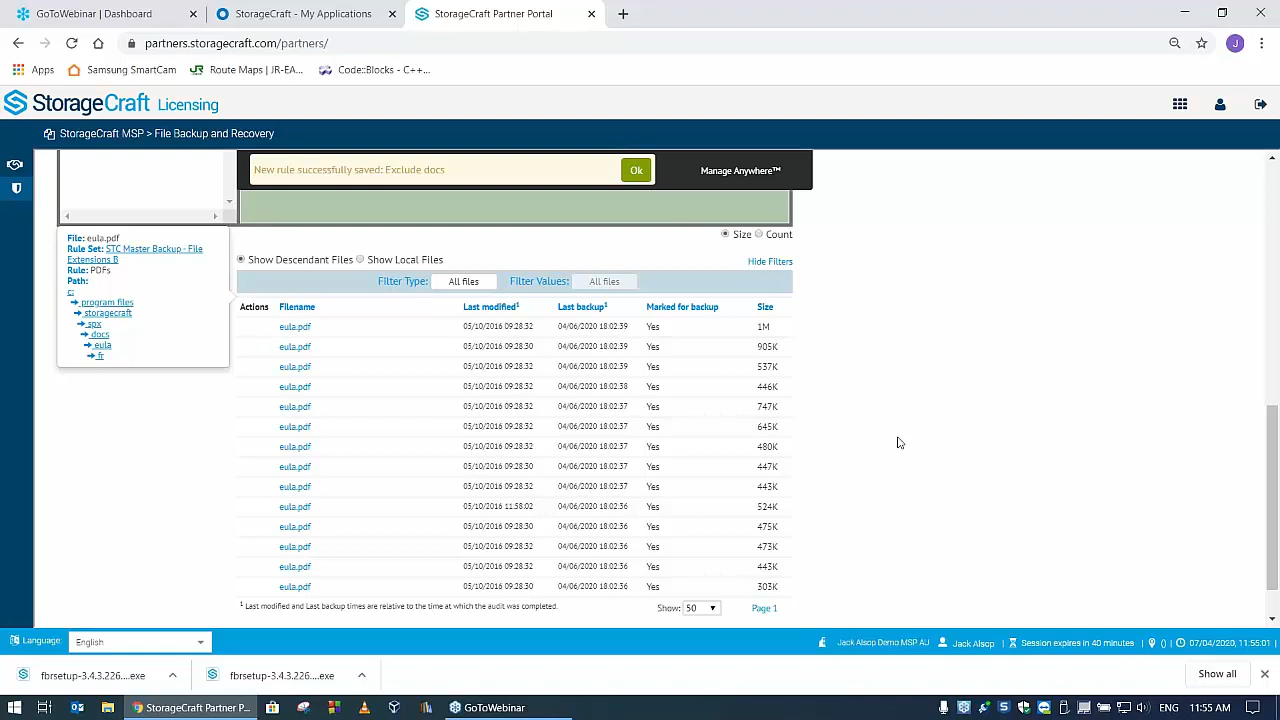 GoToWebinar | Dashboard
StorageCraft - My Applications
StorageCraft Partner Portal
partners.storagecraft.com/partners/
Apps Samsung SmartCam Route Maps | JR-EA... Code::Blocks - C++...
StorageCraft Licensing
StorageCraft MSP > File Backup and Recovery
New rule successfully saved: Exclude docs Ok Manage Anywhere™
Size Count
File: eula.pdf
Rule Set: STC Master Backup - File
Extensions B
Rule: PDFs
Path:
c:
program files
storagecraft
spx
docs
eula
fr
Show Descendant Files Show Local Files Hide Filters
Filter Type: All files Filter Values: All files
Actions Filename Last modified¹ Last backup¹ Marked for backup Size
eula.pdf 05/10/2016 09:28:32 04/06/2020 18:02:39 Yes 1M
eula.pdf 05/10/2016 09:28:30 04/06/2020 18:02:39 Yes 905K
eula.pdf 05/10/2016 09:28:32 04/06/2020 18:02:39 Yes 537K
eula.pdf 05/10/2016 09:28:32 04/06/2020 18:02:38 Yes 446K
eula.pdf 05/10/2016 09:28:32 04/06/2020 18:02:37 Yes 747K
eula.pdf 05/10/2016 09:28:32 04/06/2020 18:02:37 Yes 645K
eula.pdf 05/10/2016 09:28:32 04/06/2020 18:02:37 Yes 480K
eula.pdf 05/10/2016 09:28:30 04/06/2020 18:02:37 Yes 447K
eula.pdf 05/10/2016 09:28:32 04/06/2020 18:02:37 Yes 443K
eula.pdf 05/10/2016 11:58:02 04/06/2020 18:02:36 Yes 524K
eula.pdf 05/10/2016 09:28:30 04/06/2020 18:02:36 Yes 475K
eula.pdf 05/10/2016 09:28:32 04/06/2020 18:02:36 Yes 473K
eula.pdf 05/10/2016 09:28:32 04/06/2020 18:02:36 Yes 443K
eula.pdf 05/10/2016 09:28:30 04/06/2020 18:02:36 Yes 303K
¹ Last modified and Last backup times are relative to the time at which the audit was completed.
Show: 50 Page 1
Language: English Jack Alsop Demo MSP AU Jack Alsop | Session expires in 40 minutes | () | 07/04/2020, 11:55:01
fbrsetup-3.4.3.226....exe fbrsetup-3.4.3.226....exe Show all
StorageCraft Partner P... GoToWebinar ENG 11:55 AM